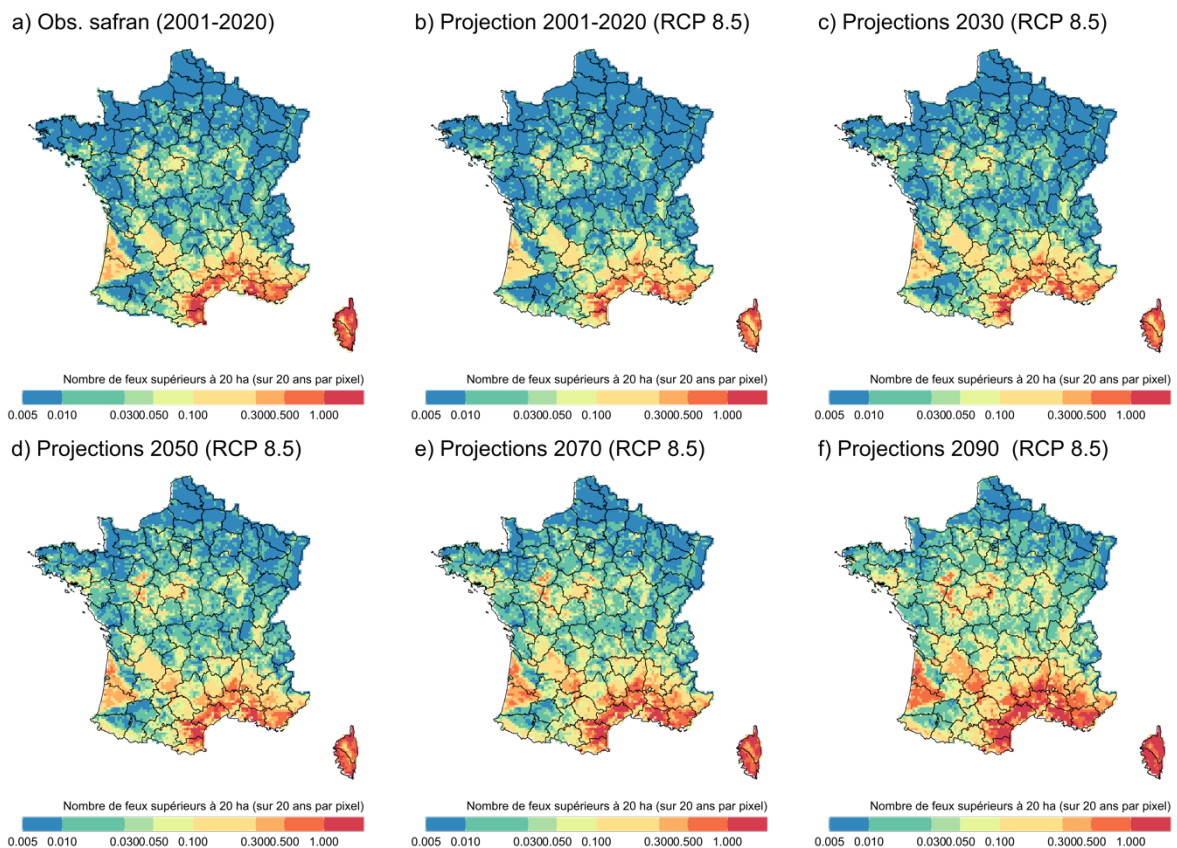 a) Obs. safran (2001-2020)
b) Projection 2001-2020 (RCP 8.5)
c) Projections 2030 (RCP 8.5)
Nombre de feux supérieurs à 20 ha (sur 20 ans par pixel)
0.005 0.010 0.0300.050 0.100 0.3000.500 1.000
Nombre de feux supérieurs à 20 ha (sur 20 ans par pixel)
0.005 0.010 0.0300.050 0.100 0.3000.500 1.000
Nombre de feux supérieurs à 20 ha (sur 20 ans par pixel)
0.005 0.010 0.0300.050 0.100 0.3000.500 1.000
d) Projections 2050 (RCP 8.5)
e) Projections 2070 (RCP 8.5)
f) Projections 2090 (RCP 8.5)
Nombre de feux supérieurs à 20 ha (sur 20 ans par pixel)
0.005 0.010 0.0300.050 0.100 0.3000.500 1.000
Nombre de feux supérieurs à 20 ha (sur 20 ans par pixel)
0.005 0.010 0.0300.050 0.100 0.3000.500 1.000
Nombre de feux supérieurs à 20 ha (sur 20 ans par pixel)
0.005 0.010 0.0300.050 0.100 0.3000.500 1.000